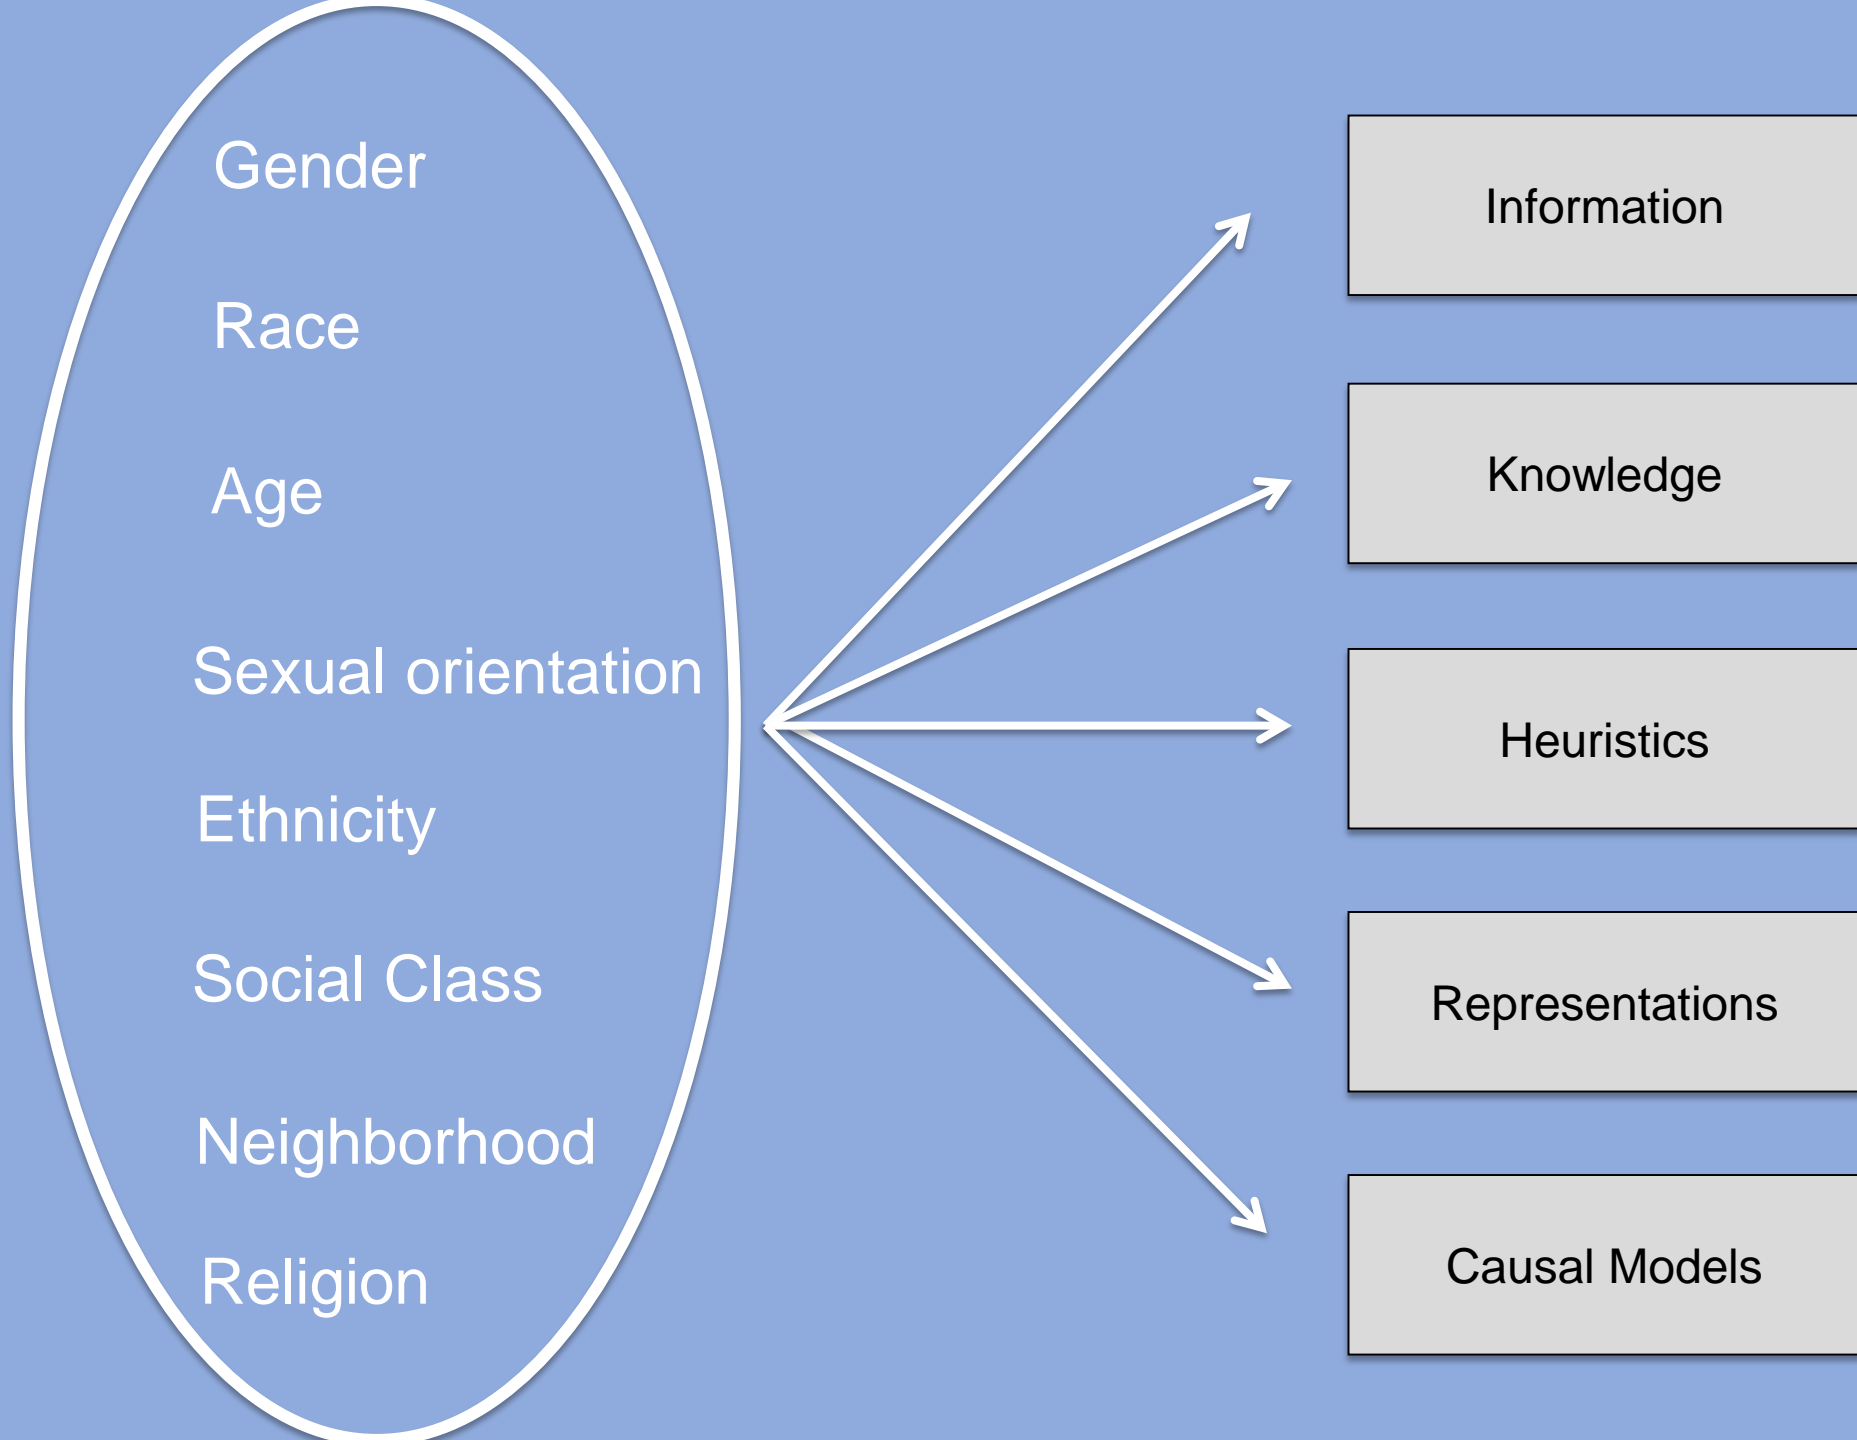 Gender
Race
Age
Sexual orientation
Ethnicity
Social Class
Neighborhood
Religion
Information
Knowledge
Heuristics
Representations
Causal Models